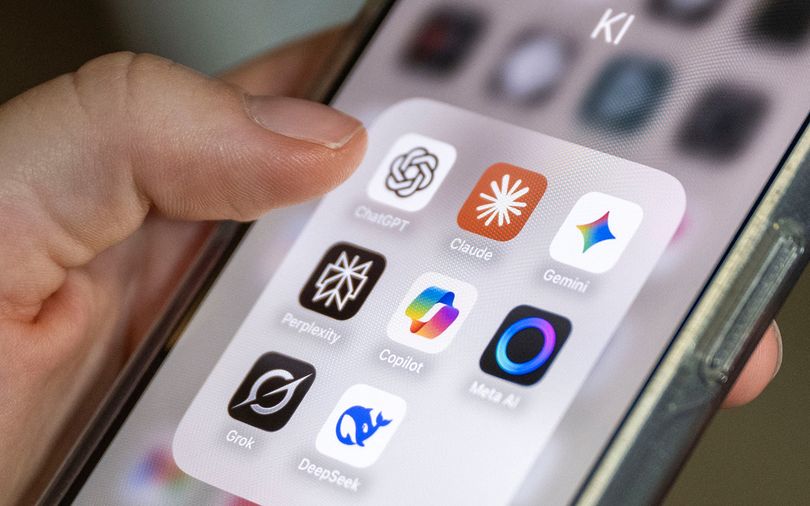 KI
ChatGPT
Claude
Gemini
Perplexity
Copilot
Meta AI
Grok
DeepSeek